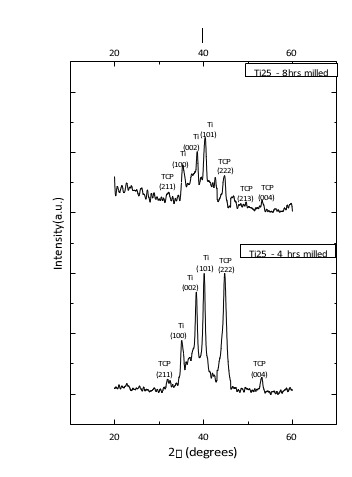 20 40 60
Ti25 - 8hrs milled
Ti
(101)
Ti
(002)
Ti
(100)
TCP
(222)
TCP
(211)
TCP
(213)
TCP
(004)
Intensity(a.u.)
Ti25 - 4 hrs milled
Ti
(101)
TCP
(222)
Ti
(002)
Ti
(100)
TCP
(211)
TCP
(004)
20 40 60
2▯ (degrees)